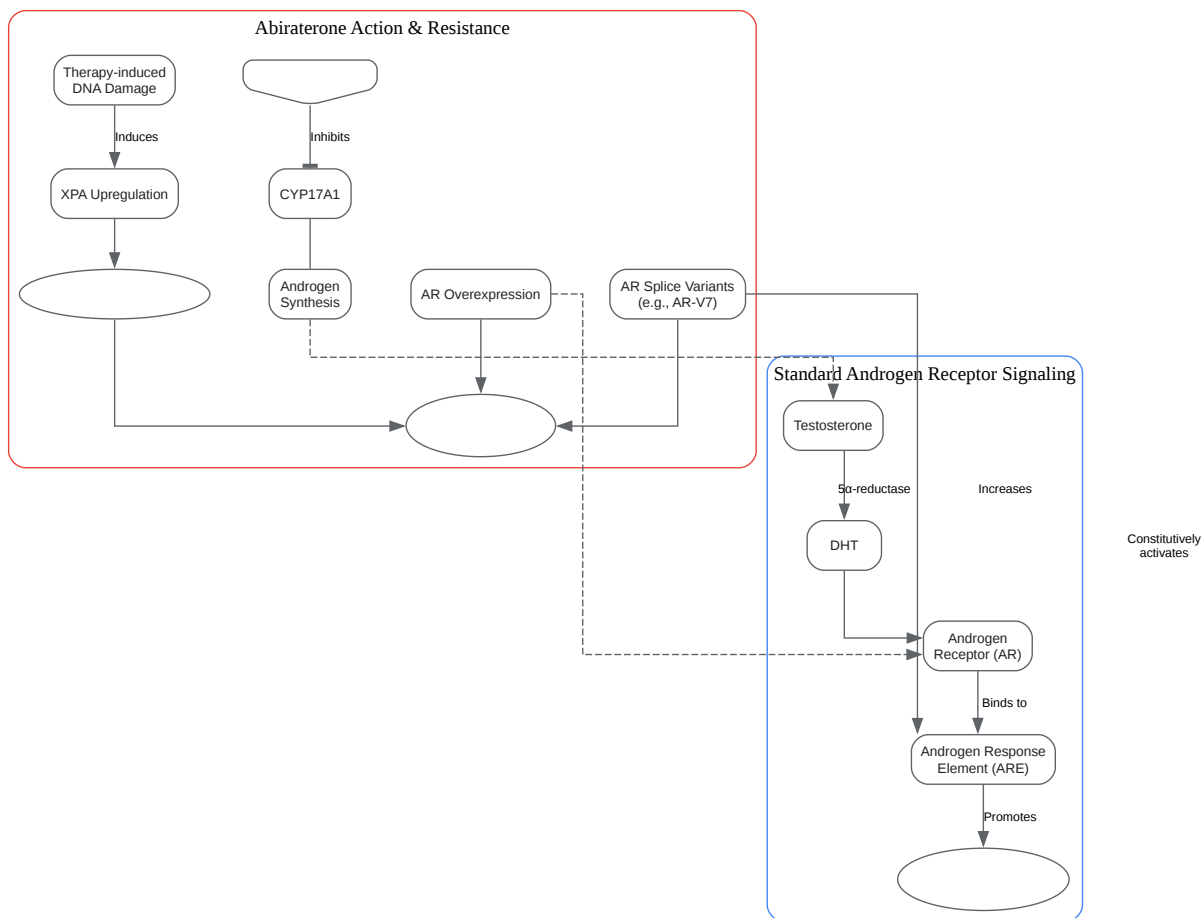 Abiraterone Action & Resistance
Therapy-induced
DNA Damage
Induces
Inhibits
XPA Upregulation
CYP17A1
Androgen
Synthesis
AR Overexpression
AR Splice Variants
(e.g., AR-V7)
Standard Androgen Receptor Signaling
Testosterone
5α-reductase
Increases
DHT
Constitutively
activates
Androgen
Receptor (AR)
Binds to
Androgen Response
Element (ARE)
Promotes